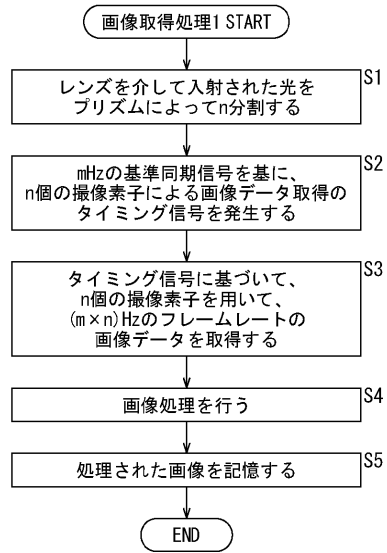 画像取得処理1 START
S1
レンズを介して入射された光を
プリズムによってn分割する
S2
mHzの基準同期信号を基に、
n個の撮像素子による画像データ取得の
タイミング信号を発生する
S3
タイミング信号に基づいて、
n個の撮像素子を用いて、
(m×n)Hzのフレームレートの
画像データを取得する
S4
画像処理を行う
S5
処理された画像を記憶する
END